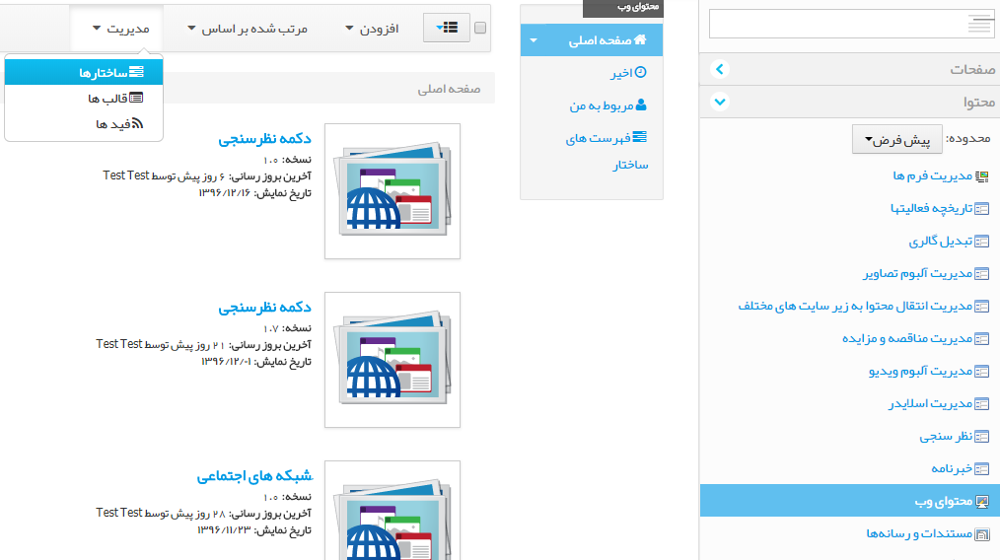 صفحات
محتوا
محدوده:
پیش فرض
مدیریت فرم ها
تاریخچه فعالیتها
تبدیل گالری
مدیریت آلبوم تصاویر
مدیریت انتقال محتوا به زیر سایت های مختلف
مدیریت مناقصه و مزایده
مدیریت آلبوم ویدیو
مدیریت اسلایدر
نظر سنجی
خبرنامه
محتوای وب
مستندات و رسانه‌ها
محتوای وب
صفحه اصلی
اخیر
مربوط به من
فهرست های
ساختار
افزودن
مرتب شده بر اساس
مدیریت
ساختارها
قالب ها
فید ها
صفحه اصلی
دکمه نظرسنجی
نسخه: ۱.۰
آخرین بروز رسانی: ۶ روز پیش توسط Test Test
تاریخ نمایش: ۱۳۹۶/۱۲/۱۶
دکمه نظرسنجی
نسخه: ۱.۷
آخرین بروز رسانی: ۲۱ روز پیش توسط Test Test
تاریخ نمایش: ۱۳۹۶/۱۲/۰۱
شبکه های اجتماعی
نسخه: ۱.۰
آخرین بروز رسانی: ۲۸ روز پیش توسط Test Test
تاریخ نمایش: ۱۳۹۶/۱۱/۲۳